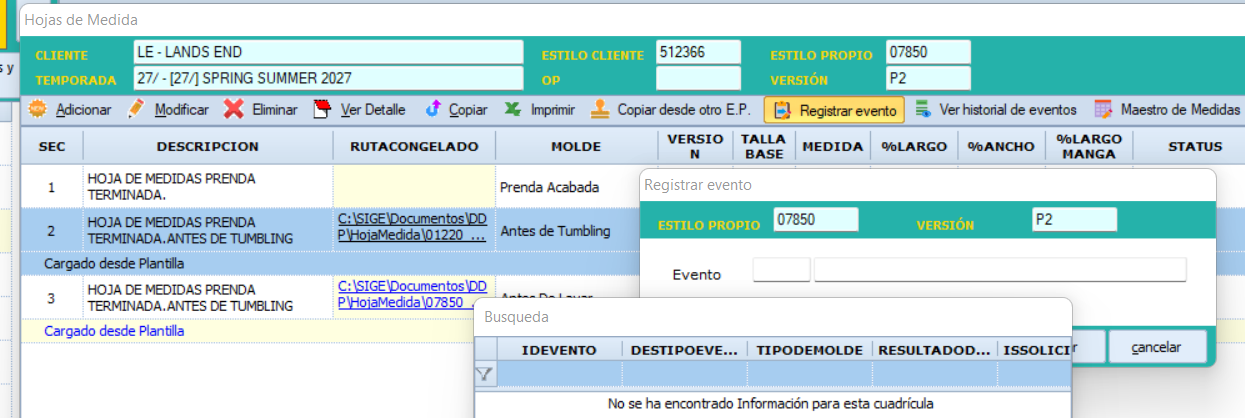 Hojas de Medida
CLIENTE LE - LANDS END ESTILO CLIENTE 512366 ESTILO PROPIO 07850
TEMPORADA 27/ - [27/] SPRING SUMMER 2027 OP VERSIÓN P2
s y
Adicionar Modificar Eliminar Ver Detalle Copiar Imprimir Copiar desde otro E.P. Registrar evento Ver historial de eventos Maestro de Medidas
SEC DESCRIPCION RUTACONGELADO MOLDE VERSIO
N TALLA
BASE MEDIDA %LARGO %ANCHO %LARGO
MANGA STATUS
1 HOJA DE MEDIDAS PRENDA
TERMINADA. Prenda Acabada
2 HOJA DE MEDIDAS PRENDA
TERMINADA.ANTES DE TUMBLING C:\SIGE\Documentos\DD
P\HojaMedida\01220 ... Antes de Tumbling
Cargado desde Plantilla
3 HOJA DE MEDIDAS PRENDA
TERMINADA.ANTES DE TUMBLING C:\SIGE\Documentos\DD
P\HojaMedida\07850 ... Antes De Lavar
Cargado desde Plantilla
Registrar evento
ESTILO PROPIO 07850 VERSIÓN P2
Evento
r cancelar
Busqueda
IDEVENTO DESTIPOEVE... TIPODEMOLDE RESULTADOD... ISSOLICI
No se ha encontrado Información para esta cuadrícula